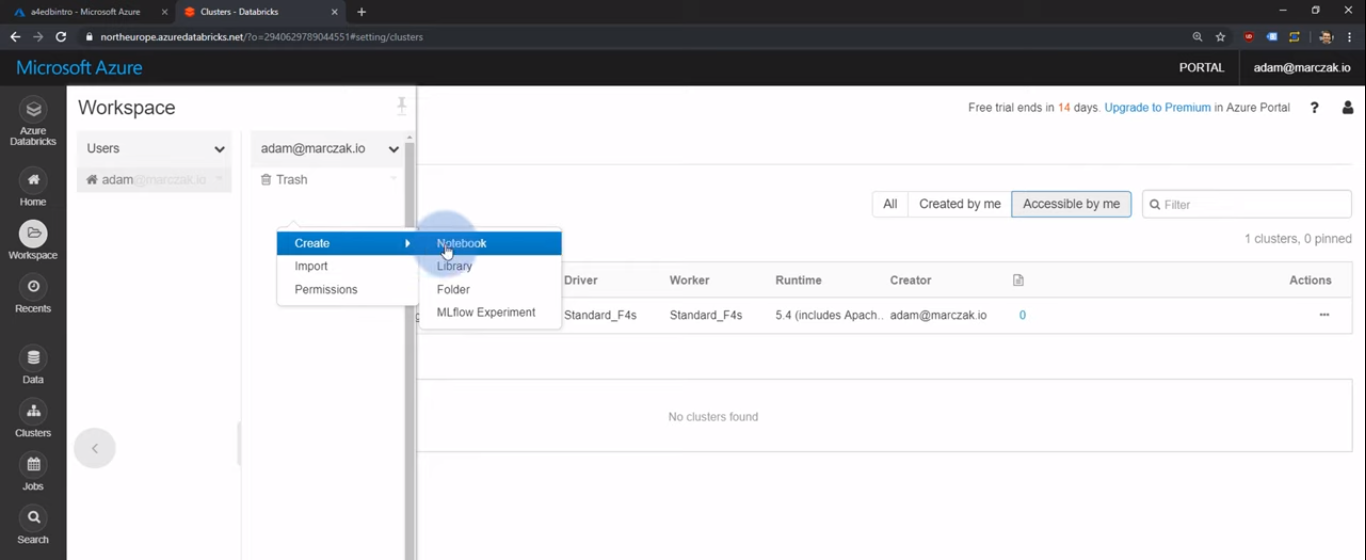 a4edbintro - Microsoft Azure
Clusters - Databricks
northeurope.azuredatabricks.net/?o=2940629789044551#setting/clusters
Microsoft Azure
PORTAL
adam@marczak.io
Azure Databricks
Home
Workspace
Recents
Data
Clusters
Jobs
Search
Workspace
Users
adam@marczak.io
adam@marczak.io
Trash
Create
Import
Permissions
Notebook
Library
Folder
MLflow Experiment
Free trial ends in 14 days. Upgrade to Premium in Azure Portal
?
All
Created by me
Accessible by me
Filter
1 clusters, 0 pinned
Driver
Worker
Runtime
Creator
Actions
Standard_F4s
Standard_F4s
5.4 (includes Apach..
adam@marczak.io
0
...
No clusters found